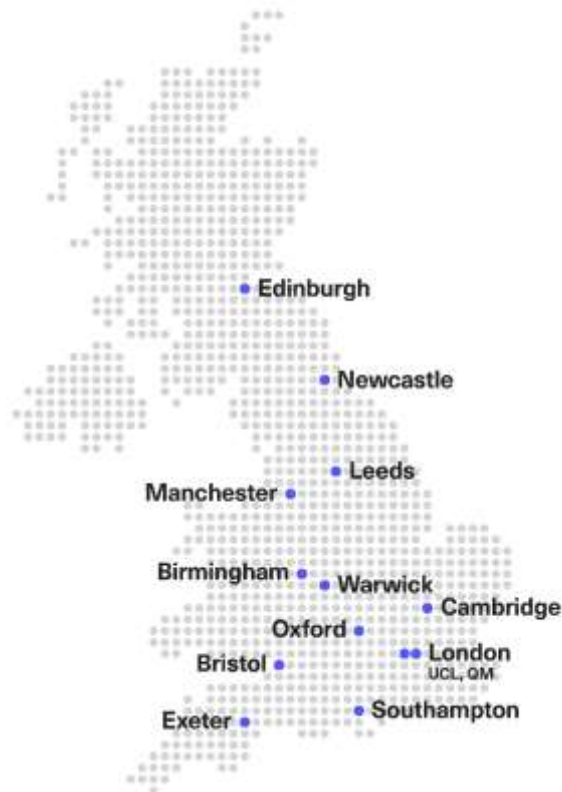 Edinburgh
Newcastle
Leeds
Manchester
Birmingham
Warwick
Cambridge
Oxford
London
UCL, QM
Bristol
Southampton
Exeter